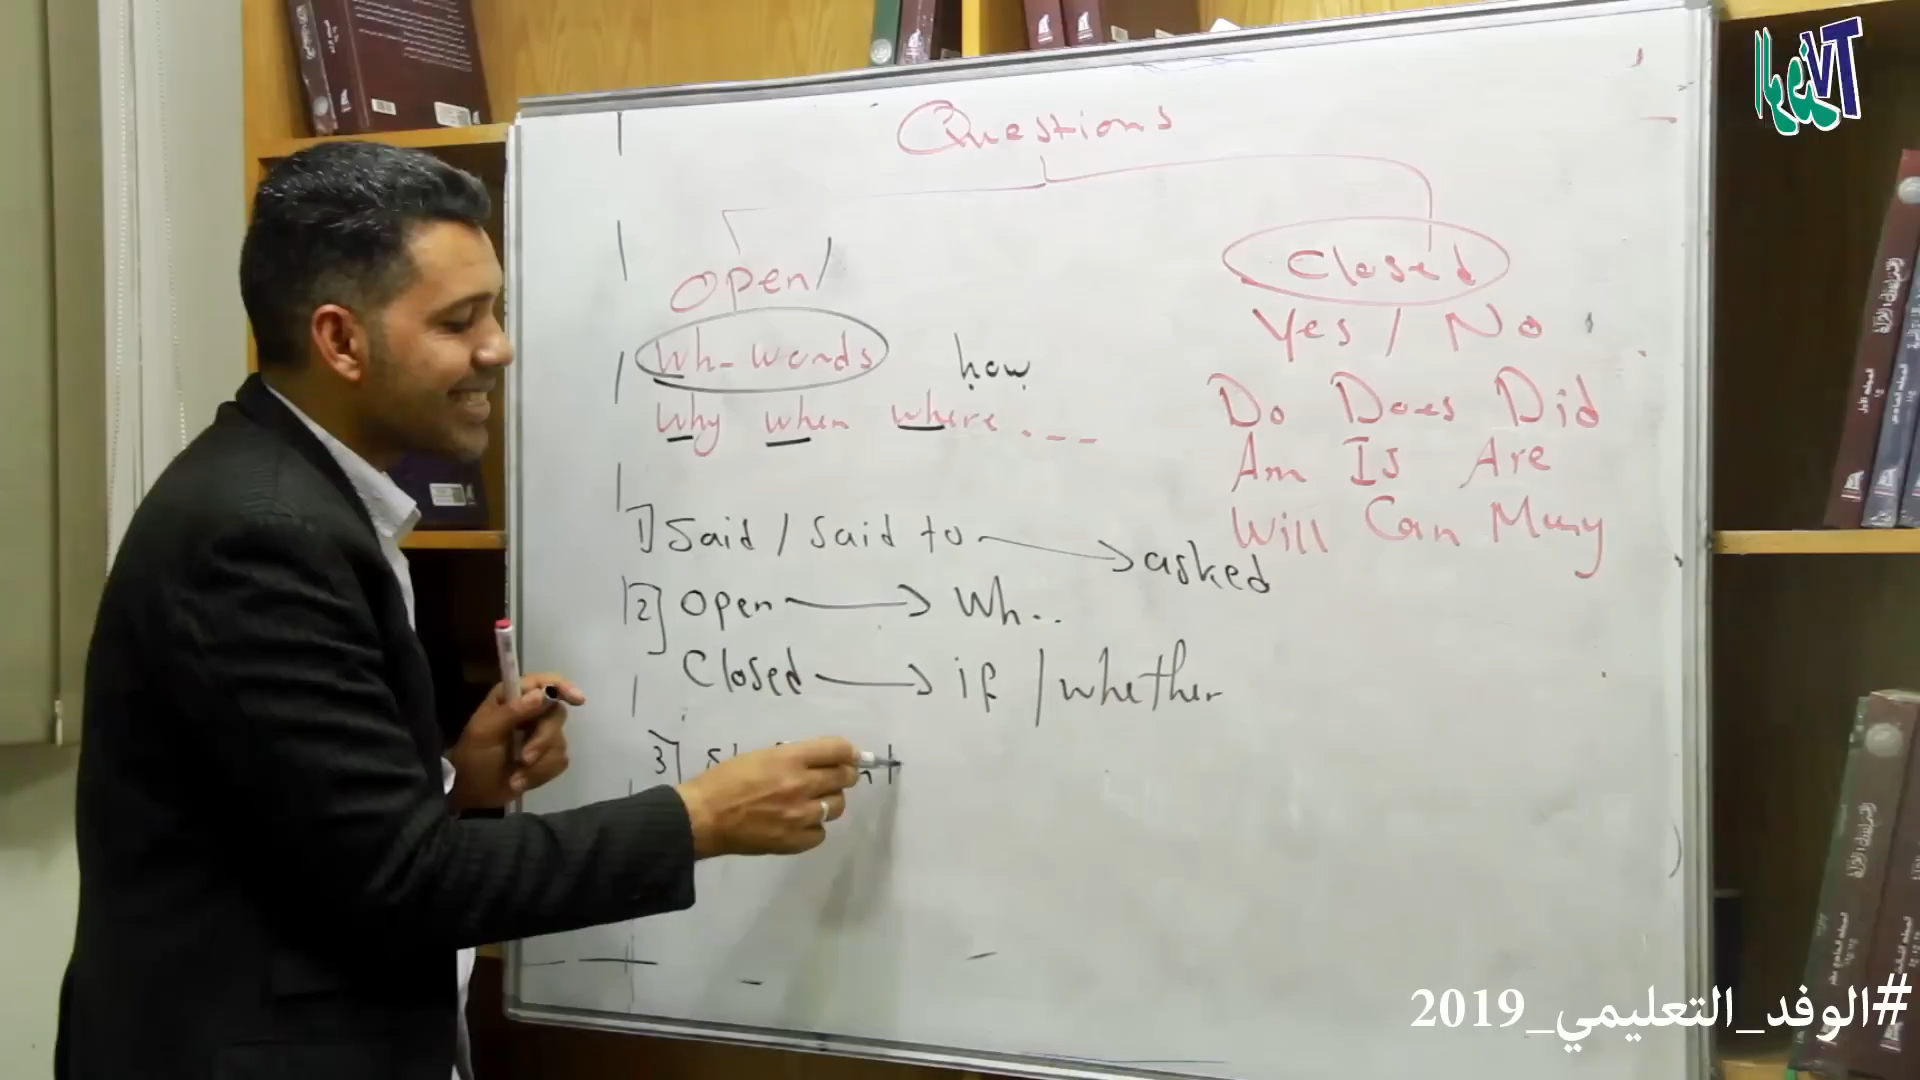 Questions
Open/
Wh-words
how
Why when where ...
Closed
Yes / No
Do Does Did
Am Is Are
Will Can May
1] Said / Said to → asked
2] Open → Wh..
Closed → if / whether
3]
#الوفد_التعليمي_2019